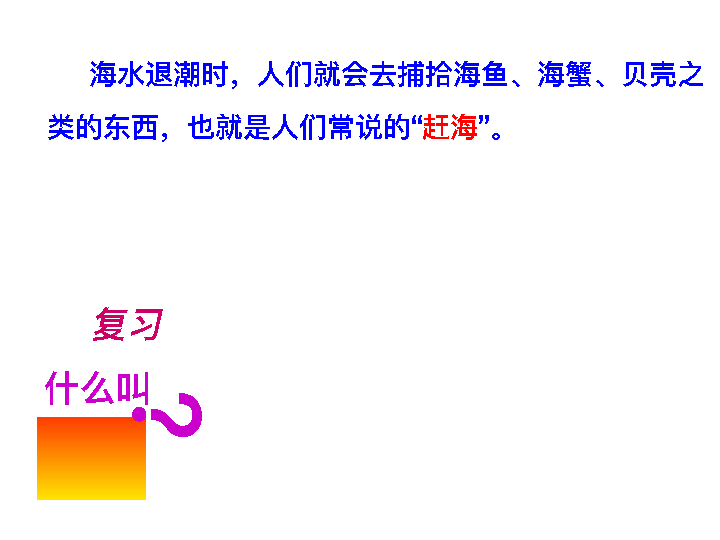 海水退潮时，人们就会去捕拾海鱼、海蟹、贝壳之
类的东西，也就是人们常说的“赶海”。
复习
什么叫
?